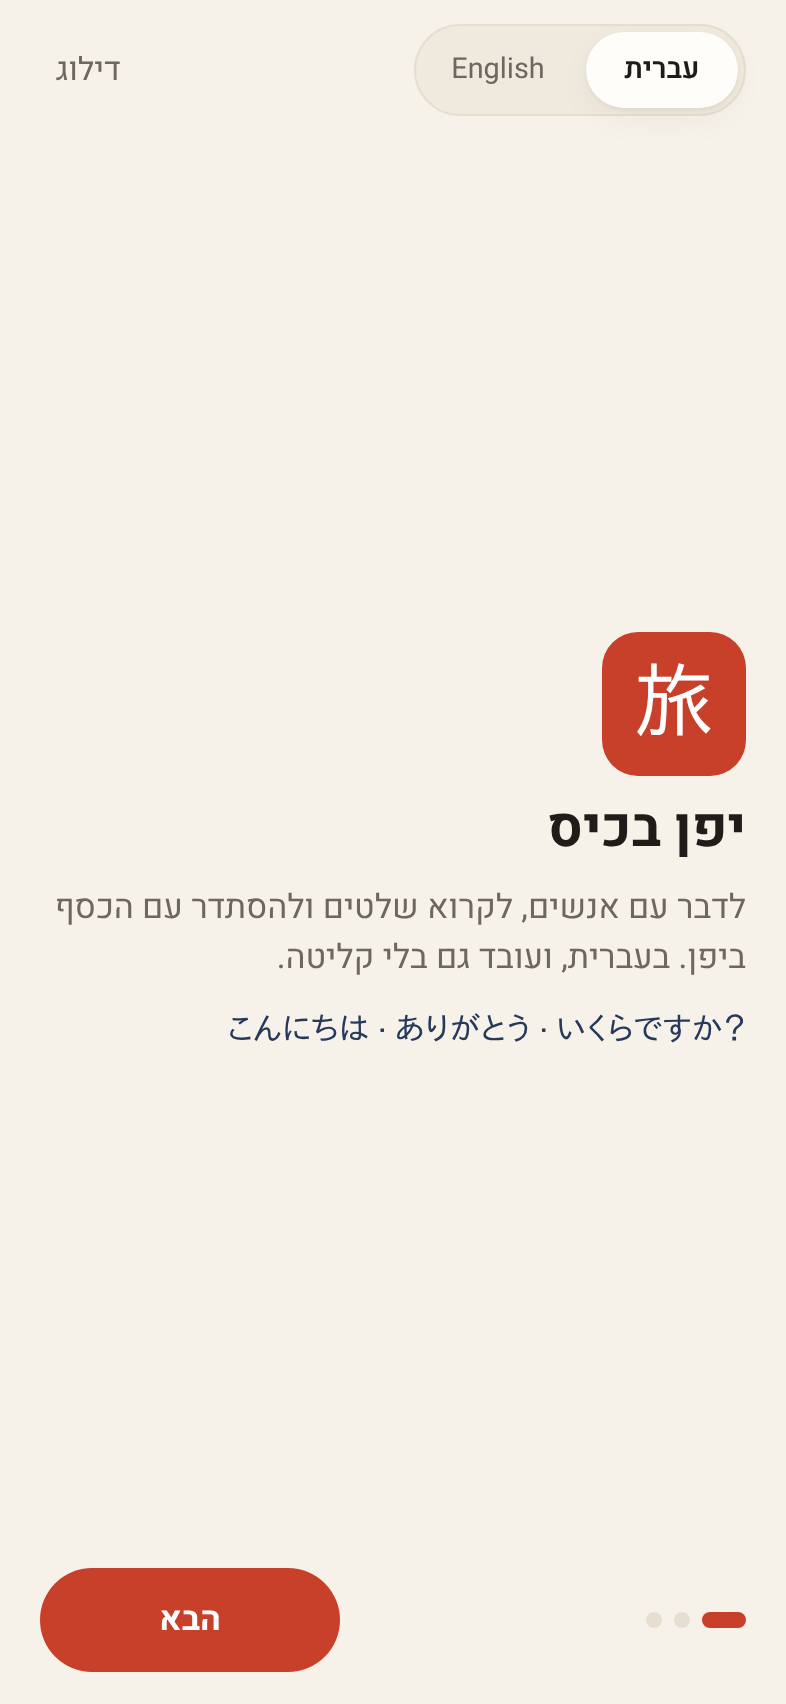 עברית
English
דילוג
旅
יפן בכיס
לדבר עם אנשים, לקרוא שלטים ולהסתדר עם הכסף
ביפן. בעברית, ועובד גם בלי קליטה.
こんにちは · ありがとう · いくらですか?
הבא